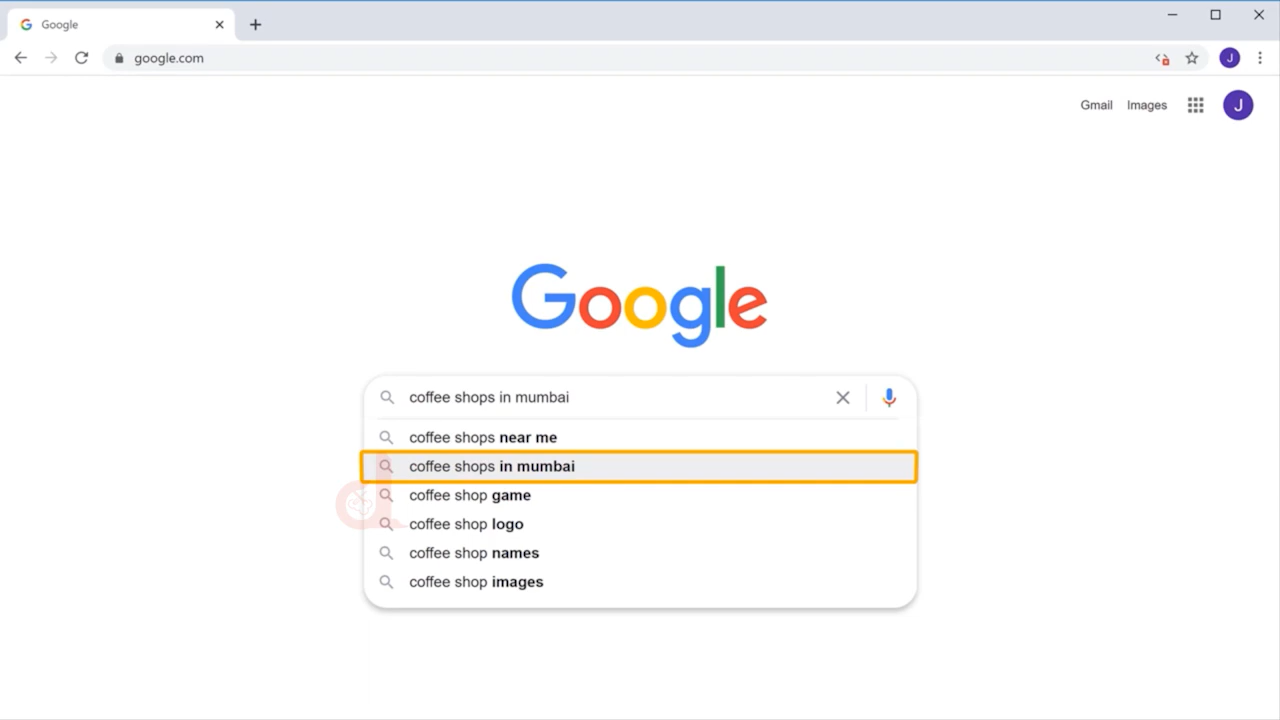 Google
google.com
J
Gmail Images J
Google
coffee shops in mumbai
coffee shops near me
coffee shops in mumbai
coffee shop game
coffee shop logo
coffee shop names
coffee shop images